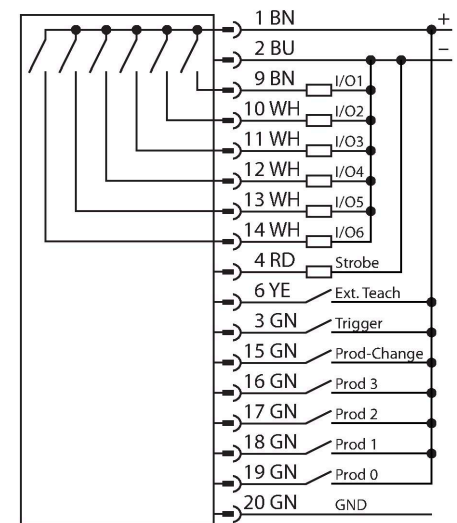 1 BN +
2 BU −
9 BN I/O1
10 WH I/O2
11 WH I/O3
12 WH I/O4
13 WH I/O5
14 WH I/O6
4 RD Strobe
6 YE Ext. Teach
3 GN Trigger
15 GN Prod-Change
16 GN Prod 3
17 GN Prod 2
18 GN Prod 1
19 GN Prod 0
20 GN GND